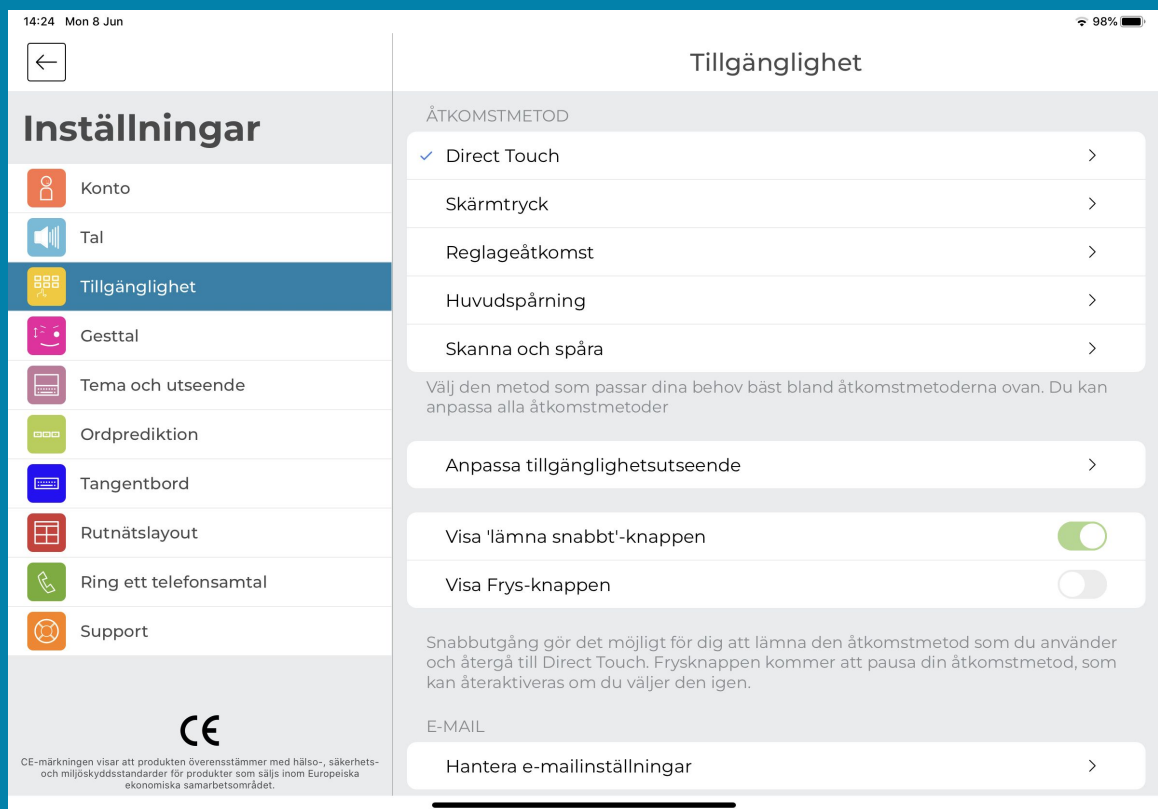 14:24 Mon 8 Jun
98%
Inställningar
Konto
Tal
Tillgänglighet
Gesttal
Tema och utseende
Ordprediktion
Tangentbord
Rutnätslayout
Ring ett telefonsamtal
Support
CE
CE-märkningen visar att produkten överensstämmer med hälso-, säkerhets-
och miljöskyddsstandarder för produkter som säljs inom Europeiska
ekonomiska samarbetsområdet.
Tillgänglighet
ÅTKOMSTMETOD
Direct Touch
Skärmtryck
Reglageåtkomst
Huvudspårning
Skanna och spåra
Välj den metod som passar dina behov bäst bland åtkomstmetoderna ovan. Du kan
anpassa alla åtkomstmetoder
Anpassa tillgänglighetsutseende
Visa 'lämna snabbt'-knappen
Visa Frys-knappen
Snabbutgång gör det möjligt för dig att lämna den åtkomstmetod som du använder
och återgå till Direct Touch. Frysknappen kommer att pausa din åtkomstmetod, som
kan återaktiveras om du väljer den igen.
E-MAIL
Hantera e-mailinställningar